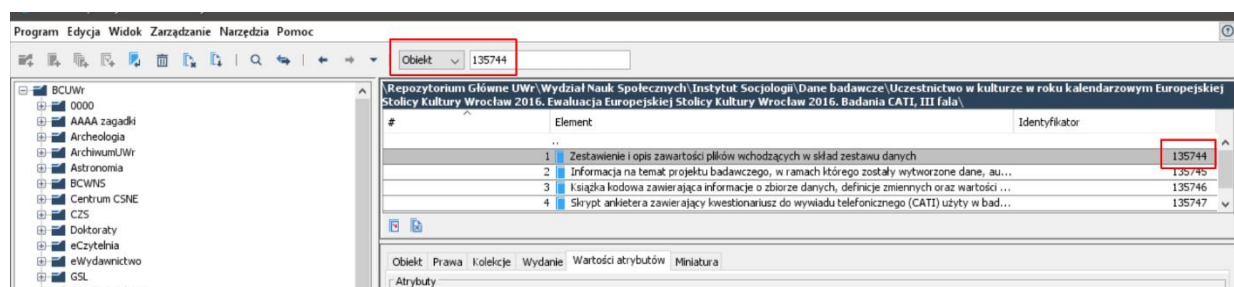 Program Edycja Widok Zarządzanie Narzędzia Pomoc
Obiekt 135744
BCUWr
0000
AAAA zagadki
Archeologia
ArchiwumUWr
Astronomia
BCWNS
Centrum CSNE
CZS
Doktoraty
eCzytelnia
eWydawnictwo
GSL
\Repozytorium Główne UWr\Wydział Nauk Społecznych\Instytut Socjologii\Dane badawcze\Uczestnictwo w kulturze w roku kalendarzowym Europejskiej
Stolicy Kultury Wrocław 2016. Ewaluacja Europejskiej Stolicy Kultury Wrocław 2016. Badania CATI, III fala\
# Element Identyfikator
..
1 Zestawienie i opis zawartości plików wchodzących w skład zestawu danych 135744
2 Informacja na temat projektu badawczego, w ramach którego zostały wytworzone dane, au... 135745
3 Książka kodowa zawierająca informacje o zbiorze danych, definicje zmiennych oraz wartości ... 135746
4 Skrypt ankietera zawierający kwestionariusz do wywiadu telefonicznego (CATI) użyty w bad... 135747
Obiekt Prawa Kolekcje Wydanie Wartości atrybutów Miniatura
Atrybuty